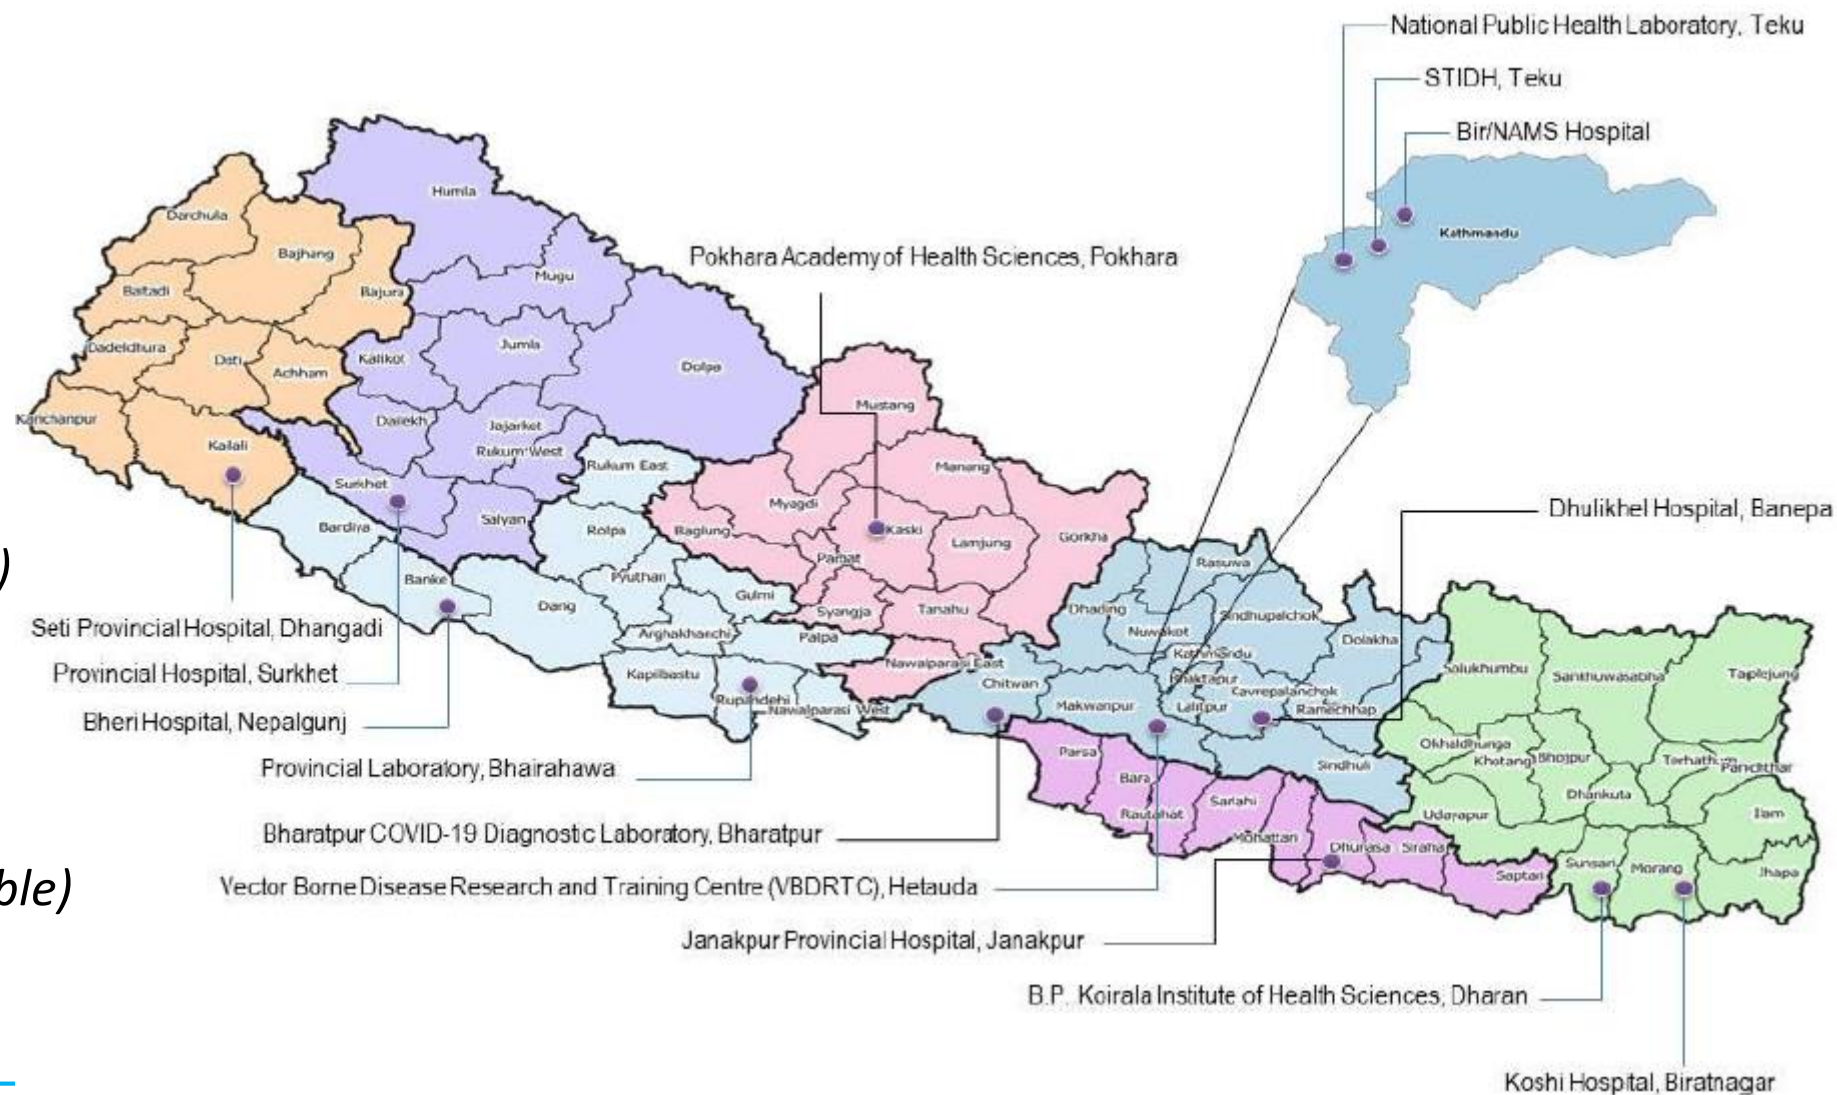 National Public Health Laboratory, Teku
STIDH, Teku
Bir/NAMS Hospital
Kathmandu
Humla
Darchula
Bajhang
Mugu
Baitadi
Bajura
Pokhara Academy of Health Sciences, Pokhara
Dadeldhura
Doti
Achham
Kalikot
Jumla
Dolpa
Kanchanpur
Kailali
Dailekh
Jajarkot
Rukum West
Mustang
Rukum East
Manang
Surkhet
Salyan
Myagdi
Bardiya
Rolpa
Baglung
Kaski
Lamjung
Gorkha
Dhulikhel Hospital, Banepa
)
Parbat
Banke
Pyuthan
Rasuwa
Dang
Gulmi
Syangja
Tanahu
Dhading
Sindhupalchok
Seti Provincial Hospital, Dhangadi
Arghakhanchi
Palpa
Nuwakot
Dolakha
Kathmandu
Provincial Hospital, Surkhet
Kapilbastu
Nawalparasi East
Chitwan
Bhaktapur
Kavrepalanchok
Solukhumbu
Sankhuwasabha
Taplejung
Rupandehi
Nawalparasi West
Makwanpur
Lalitpur
Ramechhap
Bheri Hospital, Nepalgunj
Okhaldhunga
Khotang
Bhojpur
Panchthar
Provincial Laboratory, Bhairahawa
Parsa
Bara
Sindhuli
Dhankuta
Rautahat
Sarlahi
Udayapur
Ilam
Bharatpur COVID-19 Diagnostic Laboratory, Bharatpur
Dhunasa
Siraha
Sunsari
Morang
Jhapa
Saptari
ble)
Vector Borne Disease Research and Training Centre (VBDRTC), Hetauda
Janakpur Provincial Hospital, Janakpur
B.P. Koirala Institute of Health Sciences, Dharan
Koshi Hospital, Biratnagar